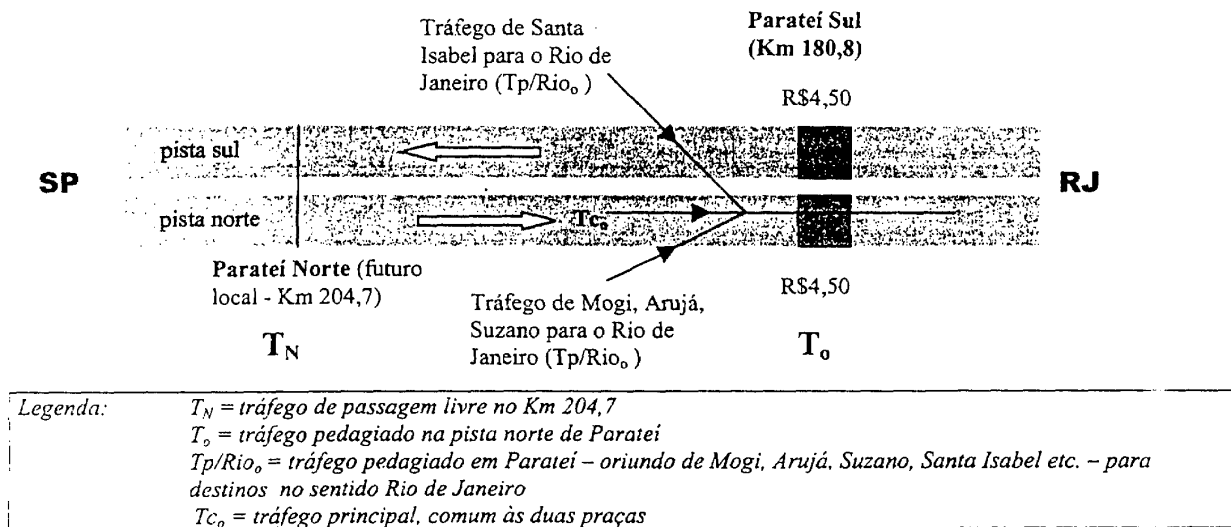 Tráfego de Santa
Isabel para o Rio de
Janeiro (Tp/Rioₒ )
Parateí Sul
(Km 180,8)
R$4,50
pista sul
SP
RJ
pista norte
Tcₒ
Parateí Norte (futuro
local - Km 204,7)
R$4,50
Tráfego de Mogi, Arujá,
Suzano para o Rio de
Janeiro (Tp/Rioₒ )
T_N
Tₒ
Legenda:
T_N = tráfego de passagem livre no Km 204,7
Tₒ = tráfego pedagiado na pista norte de Parateí
Tp/Rioₒ = tráfego pedagiado em Parateí – oriundo de Mogi, Arujá, Suzano, Santa Isabel etc. – para
destinos no sentido Rio de Janeiro
Tcₒ = tráfego principal, comum às duas praças